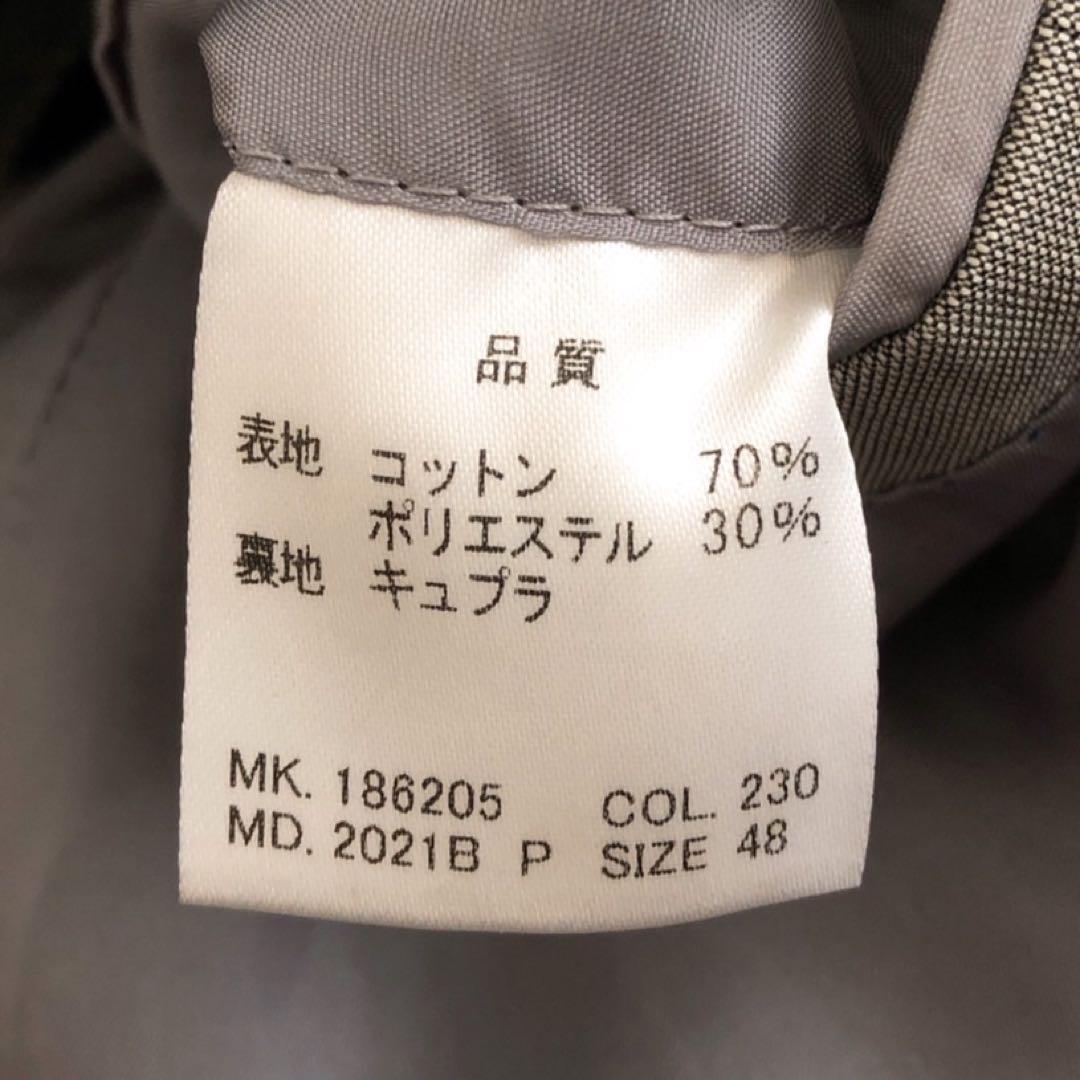 品質
表地 コットン 70%
ポリエステル 30%
裏地 キュプラ
MK. 186205 COL. 230
MD. 2021B P SIZE 48